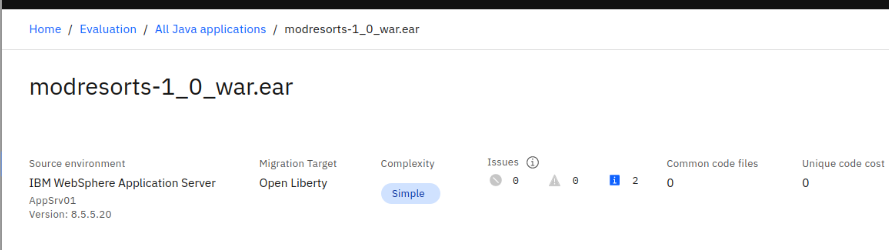 Home / Evaluation / All Java applications / modresorts-1_0_war.ear
modresorts-1_0_war.ear
Source environment
IBM WebSphere Application Server
AppSrv01
Version: 8.5.5.20
Migration Target
Open Liberty
Complexity
Simple
Issues
0 0 2
Common code files
0
Unique code cost
0